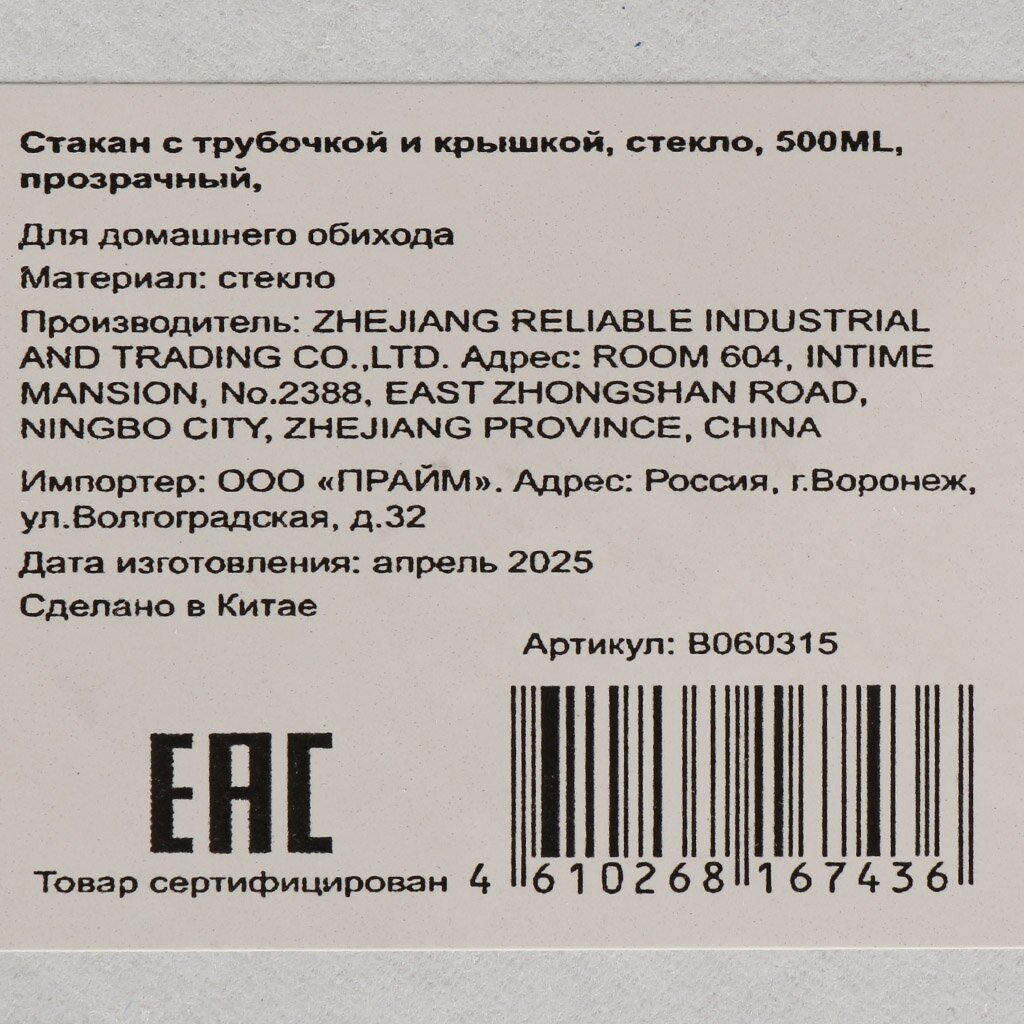 Стакан с трубочкой и крышкой, стекло, 500ML,
прозрачный,
Для домашнего обихода
Материал: стекло
Производитель: ZHEJIANG RELIABLE INDUSTRIAL
AND TRADING CO.,LTD. Адрес: ROOM 604, INTIME
MANSION, No.2388, EAST ZHONGSHAN ROAD,
NINGBO CITY, ZHEJIANG PROVINCE, CHINA
Импортер: ООО «ПРАЙМ». Адрес: Россия, г.Воронеж,
ул.Волгоградская, д.32
Дата изготовления: апрель 2025
Сделано в Китае
Артикул: B060315
EAC
Товар сертифицирован
4 610268 167436